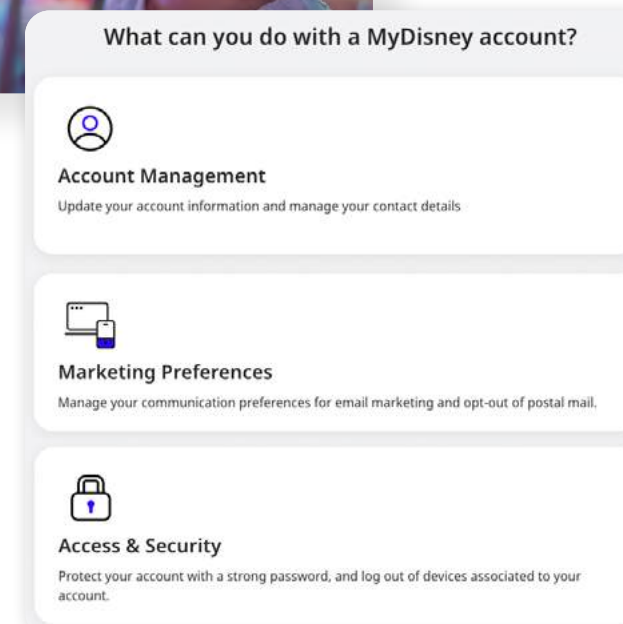 What can you do with a MyDisney account?
Account Management
Update your account information and manage your contact details
Marketing Preferences
Manage your communication preferences for email marketing and opt-out of postal mail.
Access & Security
Protect your account with a strong password, and log out of devices associated to your
account.